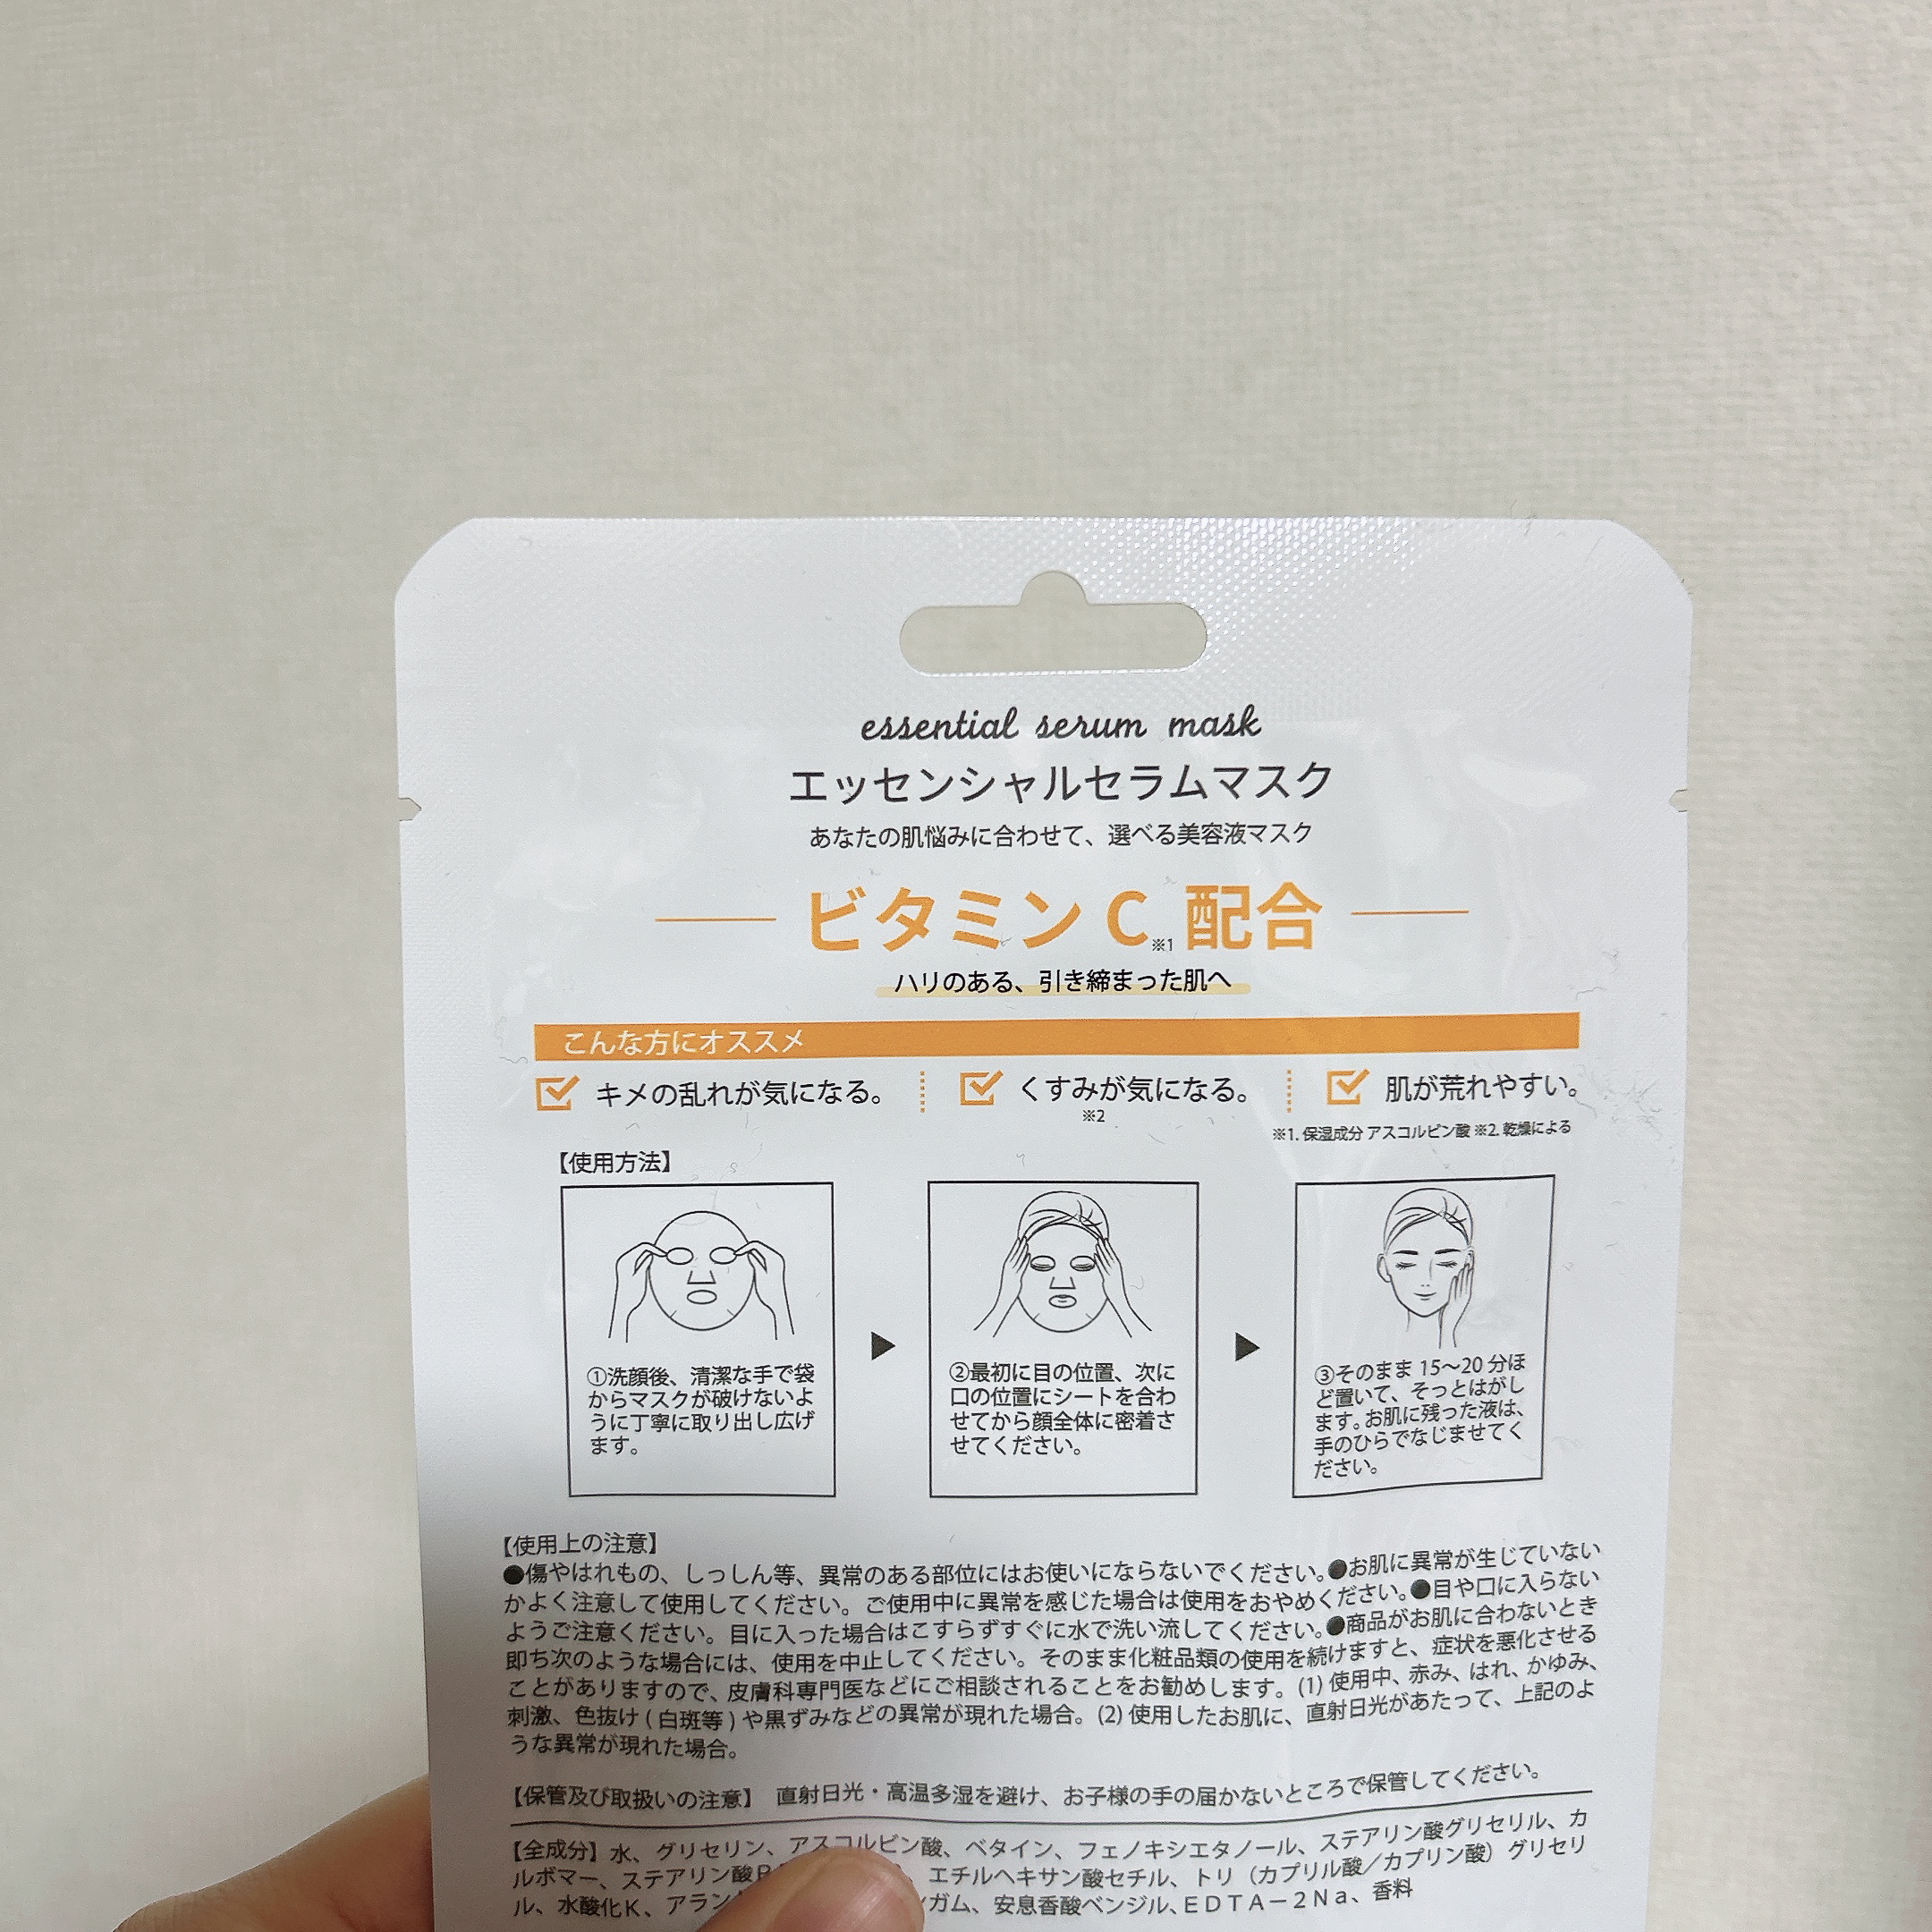 essential serum mask
エッセンシャルセラムマスク
あなたの肌悩みに合わせて、選べる美容液マスク
ビタミンC※1配合
ハリのある、引き締まった肌へ
こんな方にオススメ
キメの乱れが気になる。
くすみが気になる。
※2
肌が荒れやすい。
※1. 保湿成分 アスコルビン酸 ※2. 乾燥による
【使用方法】
①洗顔後、清潔な手で袋
からマスクが破けないよ
うに丁寧に取り出し広げ
ます。
②最初に目の位置、次に
口の位置にシートを合わ
せてから顔全体に密着さ
せてください。
③そのまま 15～20 分ほ
ど置いて、そっとはがし
ます。お肌に残った液は、
手のひらでなじませてく
ださい。
【使用上の注意】
●傷やはれもの、しっしん等、異常のある部位にはお使いにならないでください。●お肌に異常が生じていない
かよく注意して使用してください。ご使用中に異常を感じた場合は使用をおやめください。●目や口に入らない
ようご注意ください。目に入った場合はこすらずすぐに水で洗い流してください。●商品がお肌に合わないとき
即ち次のような場合には、使用を中止してください。そのまま化粧品類の使用を続けますと、症状を悪化させる
ことがありますので、皮膚科専門医などにご相談されることをお勧めします。(1) 使用中、赤み、はれ、かゆみ、
刺激、色抜け ( 白斑等 ) や黒ずみなどの異常が現れた場合。(2) 使用したお肌に、直射日光があたって、上記のよ
うな異常が現れた場合。
【保管及び取扱いの注意】 直射日光・高温多湿を避け、お子様の手の届かないところで保管してください。
【全成分】水、グリセリン、アスコルビン酸、ベタイン、フェノキシエタノール、ステアリン酸グリセリル、カ
ルボマー、ステアリン酸P 、エチルヘキサン酸セチル、トリ（カプリル酸／カプリン酸）グリセリ
ル、水酸化K、アラン ガム、安息香酸ベンジル、EDTA－2Na、香料